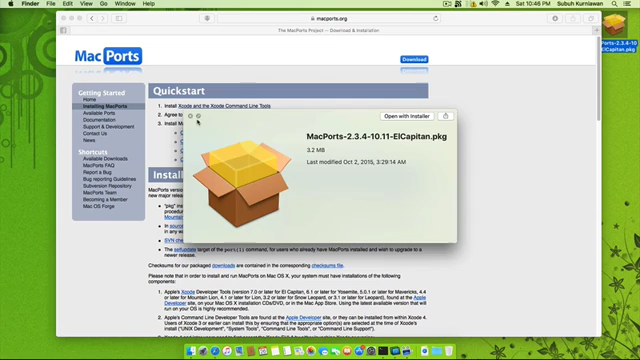 Finder File Edit View Go Window Help
Sat 10:46 PM Subuh Kurniawan
macports.org
The MacPorts Project -- Download & Installation
Ports-2.3.4-10
ElCapitan.pkg
MacPorts
Download
Getting Started
Home
Installing MacPorts
Available Ports
Documentation
Support & Development
Contact Us
News
Shortcuts
Available Downloads
MacPorts FAQ
Report a Bug
Bug reporting Guidelines
Subversion Repository
MacPorts Team
Becoming a Member
Mac OS Forge
Quickstart
1. Install Xcode and the Xcode Command Line Tools
2. Agree to
3. Install M
Open with Installer
MacPorts-2.3.4-10.11-ElCapitan.pkg
3.2 MB
Last modified Oct 2, 2015, 3:29:14 AM
Install
MacPorts version
new major release
"pkg" in
procedure
Mountain
In source
in any w
SVN che
The selfupdate target of the port(1) command, for users who already have MacPorts installed and wish to upgrade to a
newer release.
Checksums for our packaged downloads are contained in the corresponding checksums file.
Please note that in order to install and run MacPorts on Mac OS X, your system must have installations of the following
components:
1. Apple's Xcode Developer Tools (version 7.0 or later for El Capitan, 6.1 or later for Yosemite, 5.0.1 or later for Mavericks, 4.4
or later for Mountain Lion, 4.1 or later for Lion, 3.2 or later for Snow Leopard, or 3.1 or later for Leopard), found at the Apple
Developer site, on your Mac OS X installation CDs/DVD, or in the Mac App Store. Using the latest available version that
will run on your OS is highly recommended.
2. Apple's Command Line Developer Tools are found at the Apple Developer site, or they can be installed from within Xcode 4.
Users of Xcode 3 or earlier can install this by ensuring that the appropriate option(s) are selected at the time of Xcode's
install ("UNIX Development", "System Tools", "Command Line Tools", or "Command Line Support").